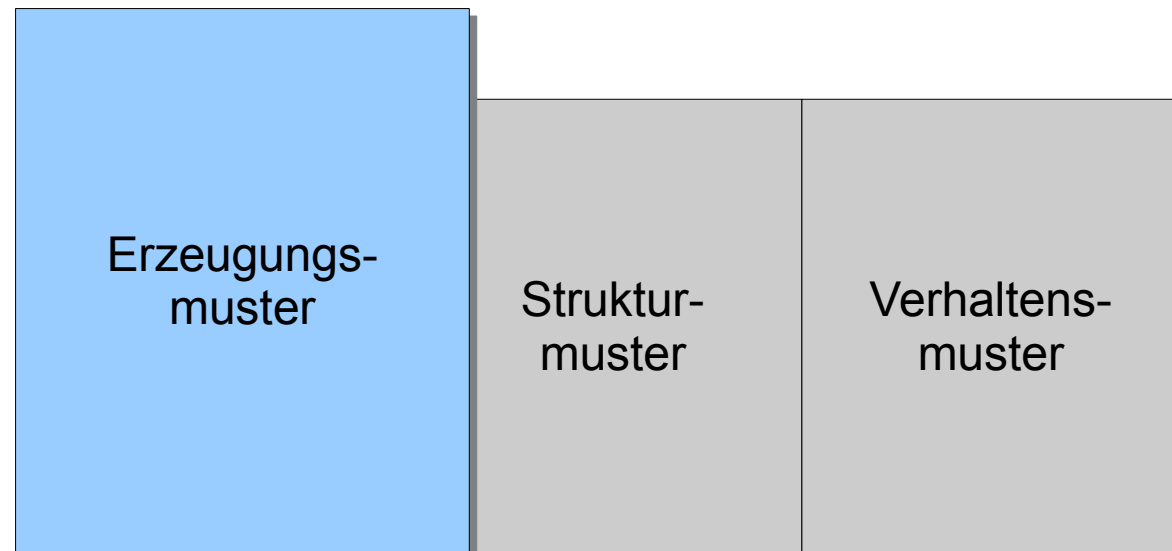 Erzeugungs-
muster
Struktur-
muster
Verhaltens-
muster